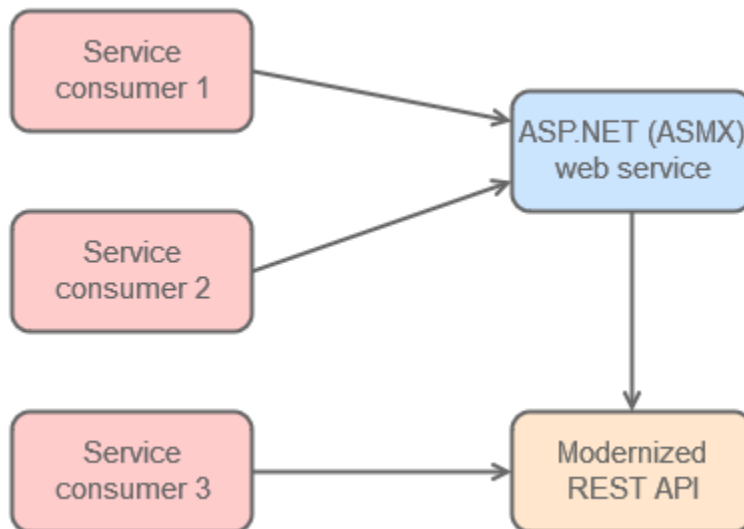 Service
consumer 1
ASP.NET (ASMX)
web service
Service
consumer 2
Service
consumer 3
Modernized
REST API